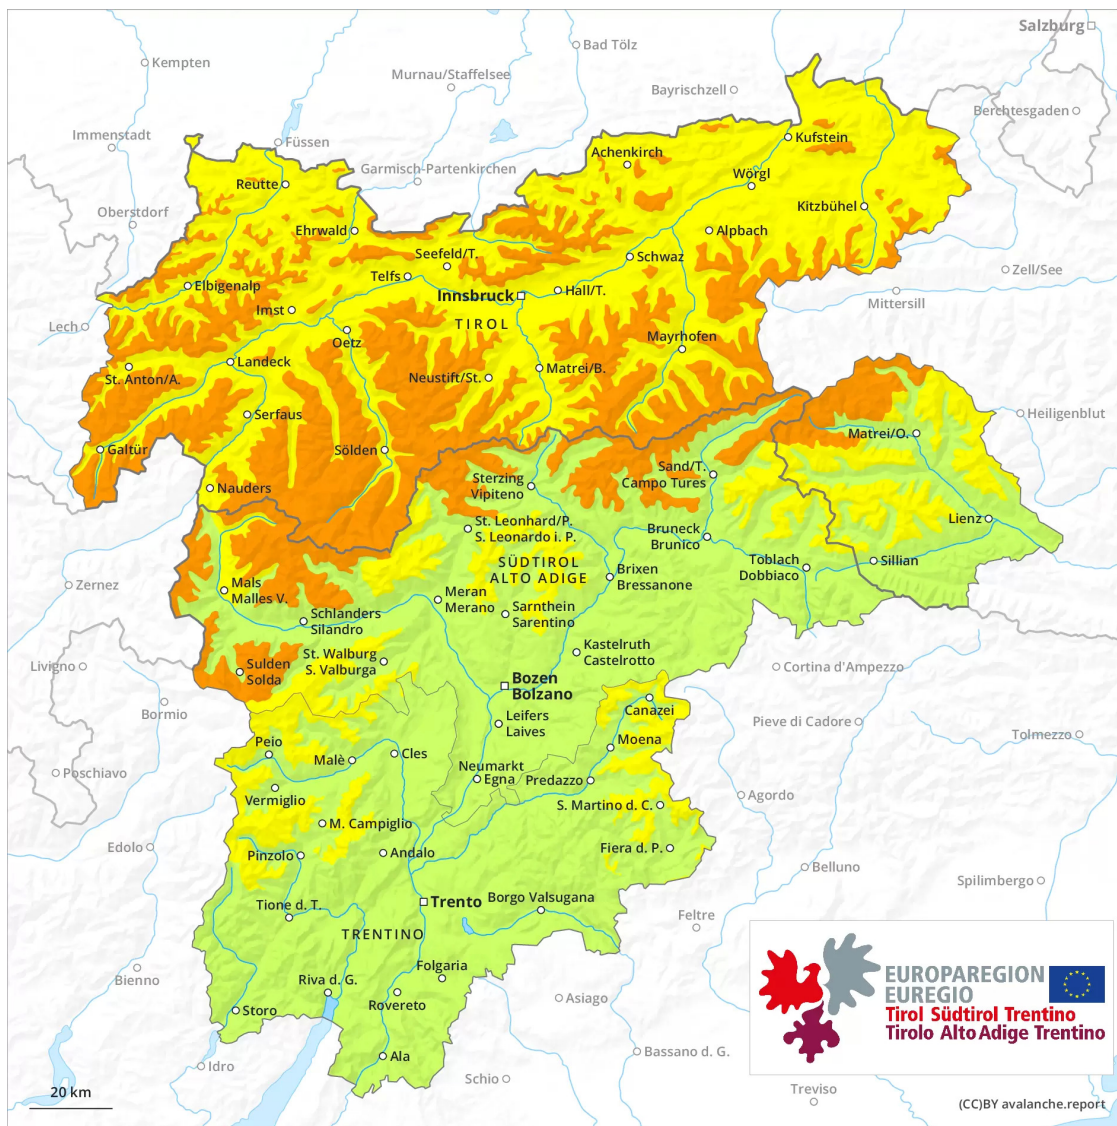 Salzburg
Bad Tölz
Kempten
Murnau/Staffelsee
Bayrischzell
Berchtesgaden
Immenstadt
Füssen
Kufstein
Achenkirch
Garmisch-Partenkirchen
Wörgl
Reutte
Oberstdorf
Kitzbühel
Ehrwald
Alpbach
Seefeld/T.
Schwaz
Telfs
Zell/See
Elbigenalp
Innsbruck
Hall/T.
Mittersill
Imst
TIROL
Lech
Oetz
Mayrhofen
Landeck
Matrei/B.
St. Anton/A.
Neustift/St.
Serfaus
Heiligenblut
Matrei/O.
Galtür
Sölden
Sand/T.
Campo Tures
Sterzing
Vipiteno
Nauders
Lienz
St. Leonhard/P.
S. Leonardo i. P.
Bruneck
Brunico
Toblach
Dobbiaco
Sillian
SÜDTIROL
ALTO ADIGE
Brixen
Bressanone
Zernez
Mals
Malles V.
Meran
Merano
Sarnthein
Sarentino
Schlanders
Silandro
Kastelruth
Castelrotto
St. Walburg
S. Valburga
Livigno
Sulden
Solda
Cortina d'Ampezzo
Bozen
Bolzano
Bormio
Canazei
Leifers
Laives
Pieve di Cadore
Tolmezzo
Peio
Moena
Cles
Malè
Poschiavo
Neumarkt
Egna
Predazzo
Vermiglio
Agordo
S. Martino d. C.
M. Campiglio
Edolo
Pinzolo
Andalo
Fiera d. P.
Belluno
Spilimbergo
Trento
Borgo Valsugana
Tione d. T.
Feltre
TRENTINO
Folgaria
Bienno
Riva d. G.
Rovereto
Asiago
Storo
EUROPAREGION
EUREGIO
Tirol Südtirol Trentino
Tirolo Alto Adige Trentino
Ala
Bassano d. G.
Idro
Schio
Treviso
20 km
(CC)BY avalanche.report